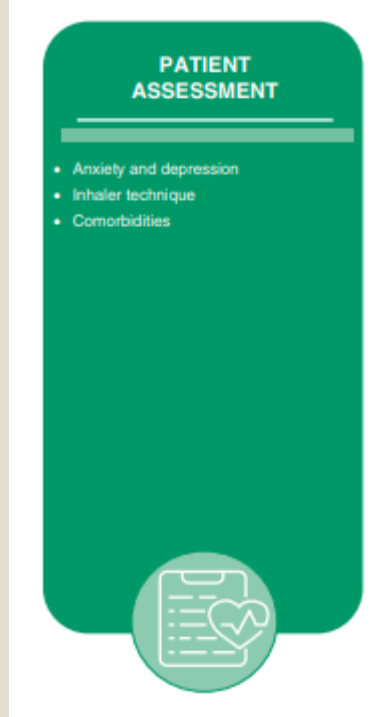 PATIENT
ASSESSMENT
• Anxiety and depression
• Inhaler technique
• Comorbidities